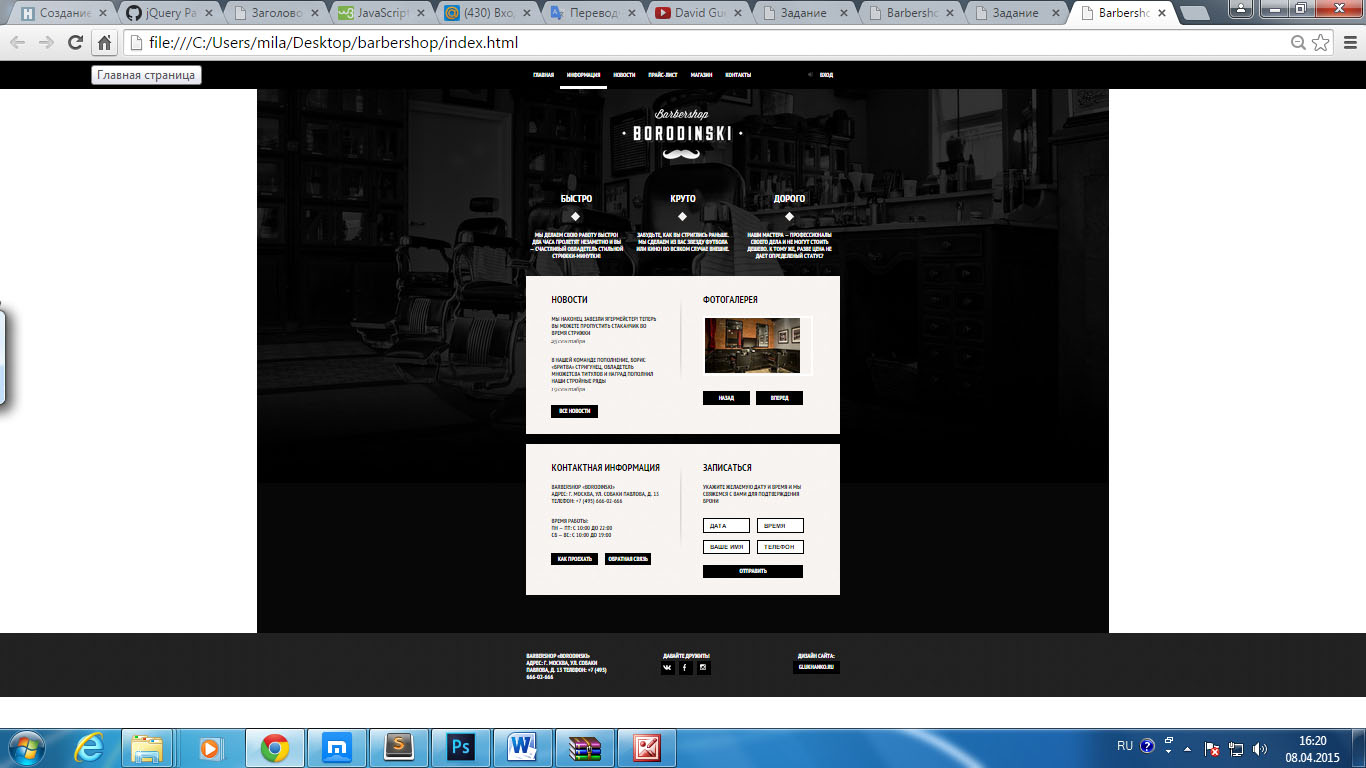 Создание
jQuery Pa
Заголово
JavaScript
(430) Вхо
Перевод
David Gu
Задание
Barbersho
Задание
Barbersho
file:///C:/Users/mila/Desktop/barbershop/index.html
Главная страница
ГЛАВНАЯ ИНФОРМАЦИЯ НОВОСТИ ПРАЙС-ЛИСТ МАГАЗИН КОНТАКТЫ ВХОД
Barbershop
BORODINSKI
БЫСТРО
МЫ ДЕЛАЕМ СВОЮ РАБОТУ БЫСТРО!
ДВА ЧАСА ПРОЛЕТЯТ НЕЗАМЕТНО И ВЫ
— СЧАСТЛИВЫЙ ОБЛАДАТЕЛЬ СТИЛЬНОЙ
СТРИЖКИ-МИНУТКИ!
КРУТО
ЗАБУДЬТЕ, КАК ВЫ СТРИГЛИСЬ РАНЬШЕ.
МЫ СДЕЛАЕМ ИЗ ВАС ЗВЕЗДУ ФУТБОЛА
ИЛИ КИНО! ВО ВСЯКОМ СЛУЧАЕ ВНЕШНЕ.
ДОРОГО
НАШИ МАСТЕРА — ПРОФЕССИОНАЛЫ
СВОЕГО ДЕЛА И НЕ МОГУТ СТОИТЬ
ДЕШЕВО. К ТОМУ ЖЕ, РАЗВЕ ЦЕНА НЕ
ДАЕТ ОПРЕДЕЛЕНЫЙ СТАТУС?
НОВОСТИ
МЫ НАКОНЕЦ ЗАВЕЗЛИ ЯГЕРМЕЙСТЕР! ТЕПЕРЬ
ВЫ МОЖЕТЕ ПРОПУСТИТЬ СТАКАНЧИК ВО
ВРЕМЯ СТРИЖКИ
25 сентября
В НАШЕЙ КОМАНДЕ ПОПОЛНЕНИЕ, БОРИС
«БРИТВА» СТРИГУНЕЦ, ОБЛАДАТЕЛЬ
МНОЖЕТСВА ТИТУЛОВ И НАГРАД ПОПОЛНИЛ
НАШИ СТРОЙНЫЕ РЯДЫ
19 сентября
ВСЕ НОВОСТИ
ФОТОГАЛЕРЕЯ
НАЗАД ВПЕРЕД
КОНТАКТНАЯ ИНФОРМАЦИЯ
BARBERSHOP «BORODINSKI»
АДРЕС: Г. МОСКВА, УЛ. СОБАКИ ПАВЛОВА, Д. 13
ТЕЛЕФОН: +7 (495) 666-02-666
ВРЕМЯ РАБОТЫ:
ПН — ПТ: С 10:00 ДО 22:00
СБ — ВС: С 10:00 ДО 19:00
КАК ПРОЕХАТЬ ОБРАТНАЯ СВЯЗЬ
ЗАПИСАТЬСЯ
УКАЖИТЕ ЖЕЛАЕМУЮ ДАТУ И ВРЕМЯ И МЫ
СВЯЖЕМСЯ С ВАМИ ДЛЯ ПОДТВЕРЖДЕНИЯ
БРОНИ
ДАТА ВРЕМЯ
ВАШЕ ИМЯ ТЕЛЕФОН
ОТПРАВИТЬ
BARBERSHOP «BORODINSKI»
АДРЕС: Г. МОСКВА, УЛ. СОБАКИ
ПАВЛОВА, Д. 13 ТЕЛЕФОН: +7 (495)
666-02-666
ДАВАЙТЕ ДРУЖИТЬ!
ДИЗАЙН САЙТА:
GLUKHANKO.RU
RU
16:20
08.04.2015